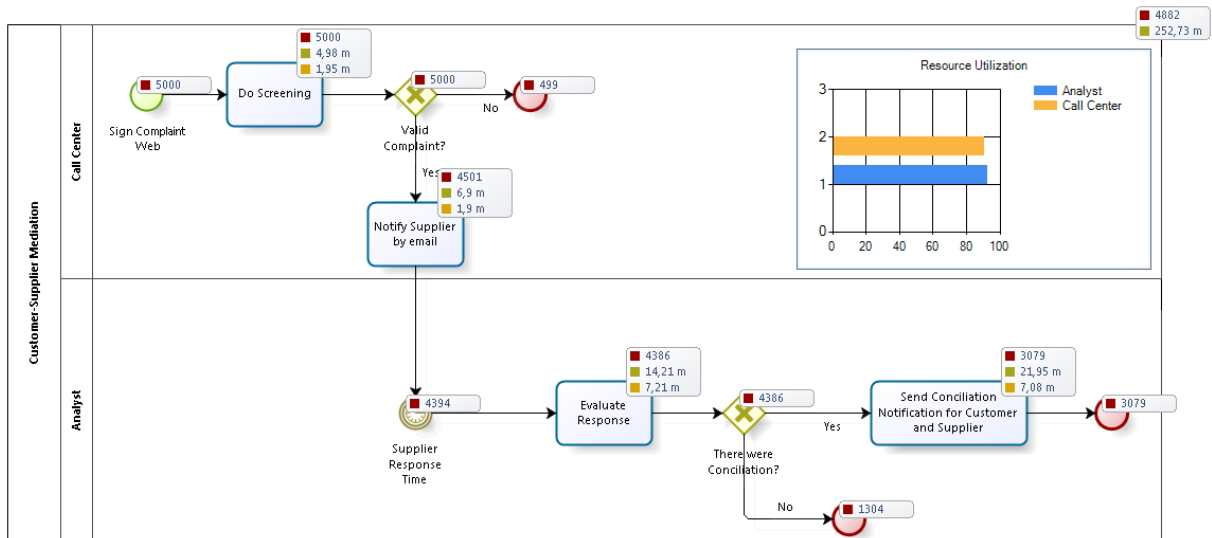 Customer-Supplier Mediation
4882
252,73 m
Call Center
5000
Sign Complaint
Web
5000
4,98 m
1,95 m
Do Screening
5000
Valid
Complaint?
No
499
Yes
4501
6,9 m
1,9 m
Notify Supplier
by email
Resource Utilization
3
2
1
0
0
20
40
60
80
100
Analyst
Call Center
Analyst
4394
Supplier
Response
Time
4386
14,21 m
7,21 m
Evaluate
Response
4386
There were
Conciliation?
Yes
3079
21,95 m
7,08 m
Send Conciliation
Notification for Customer
and Supplier
3079
No
1304